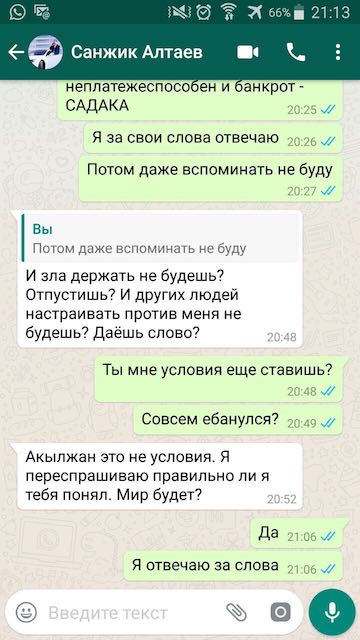 66% 21:13
Санжик Алтаев
неплатежеспособен и банкрот -
САДАКА
20:25
Я за свои слова отвечаю
20:26
Потом даже вспоминать не буду
20:27
Вы
Потом даже вспоминать не буду
И зла держать не будешь?
Отпустишь? И других людей
настраивать против меня не
будешь? Даёшь слово?
20:48
Ты мне условия еще ставишь?
20:48
Совсем ебанулся?
20:49
Акылжан это не условия. Я
переспрашиваю правильно ли я
тебя понял. Мир будет?
20:52
Да
21:06
Я отвечаю за слова
21:06
Введите текст